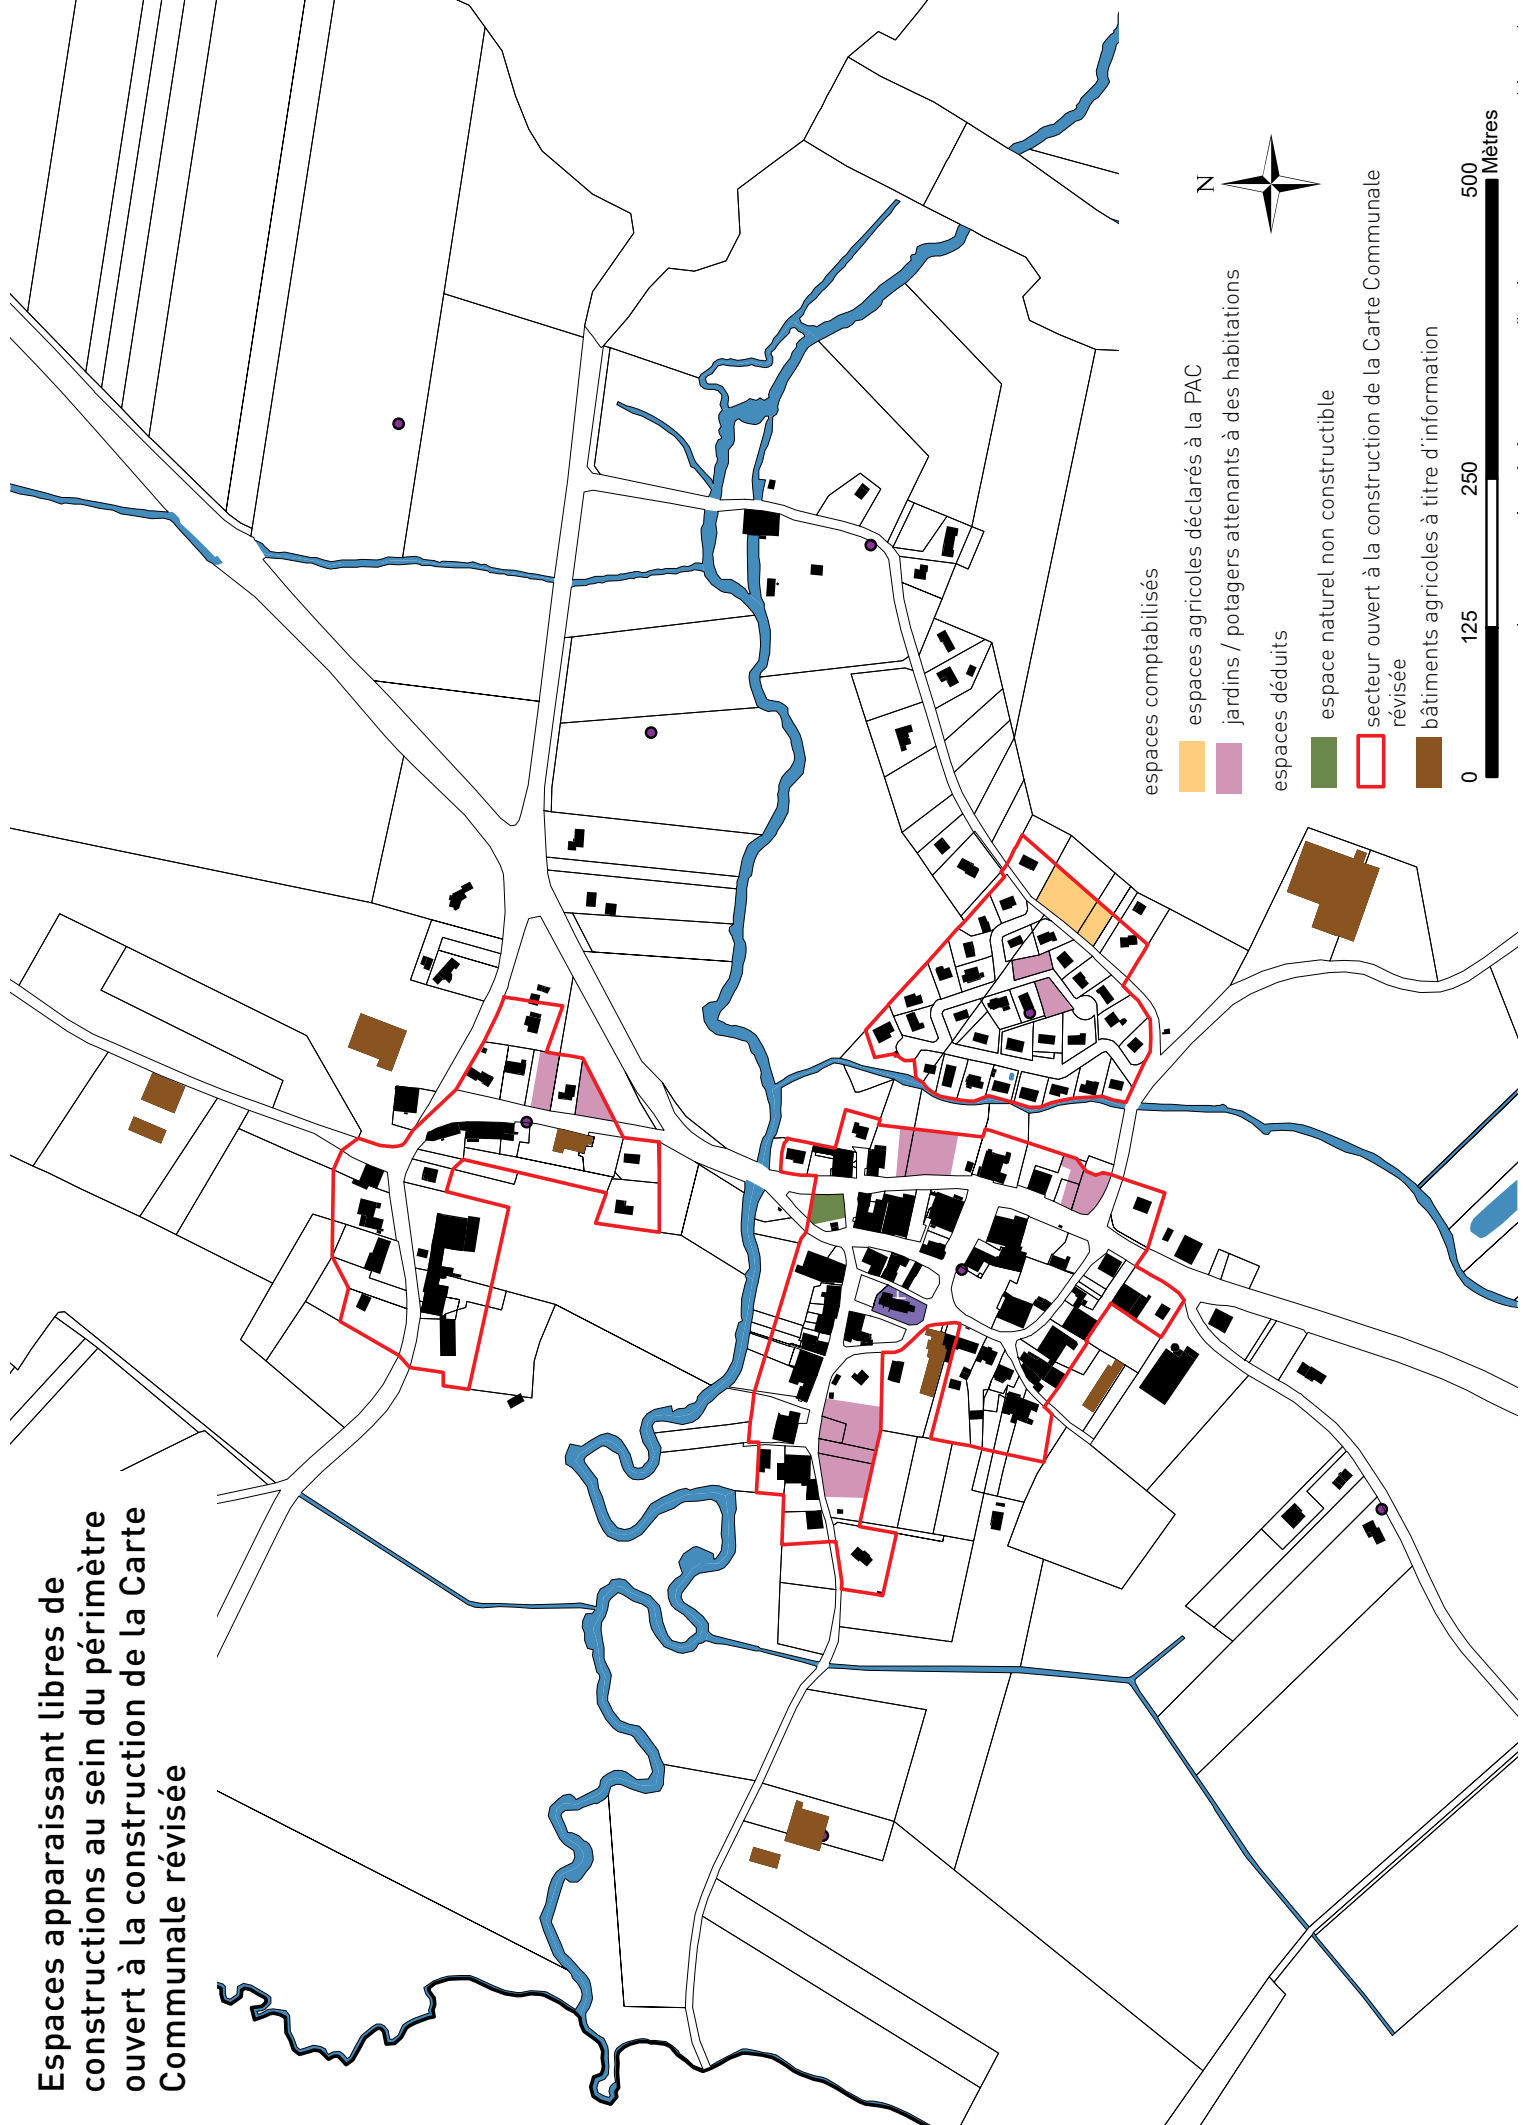 Espaces apparaissant libres de
constructions au sein du périmètre
ouvert à la construction de la Carte
Communale révisée
N
espaces comptabilisés
espaces agricoles déclarés à la PAC
jardins / potagers attenants à des habitations
espaces déduits
espace naturel non constructible
secteur ouvert à la construction de la Carte Communale
révisée
bâtiments agricoles à titre d'information
0 125 250 500
Mètres